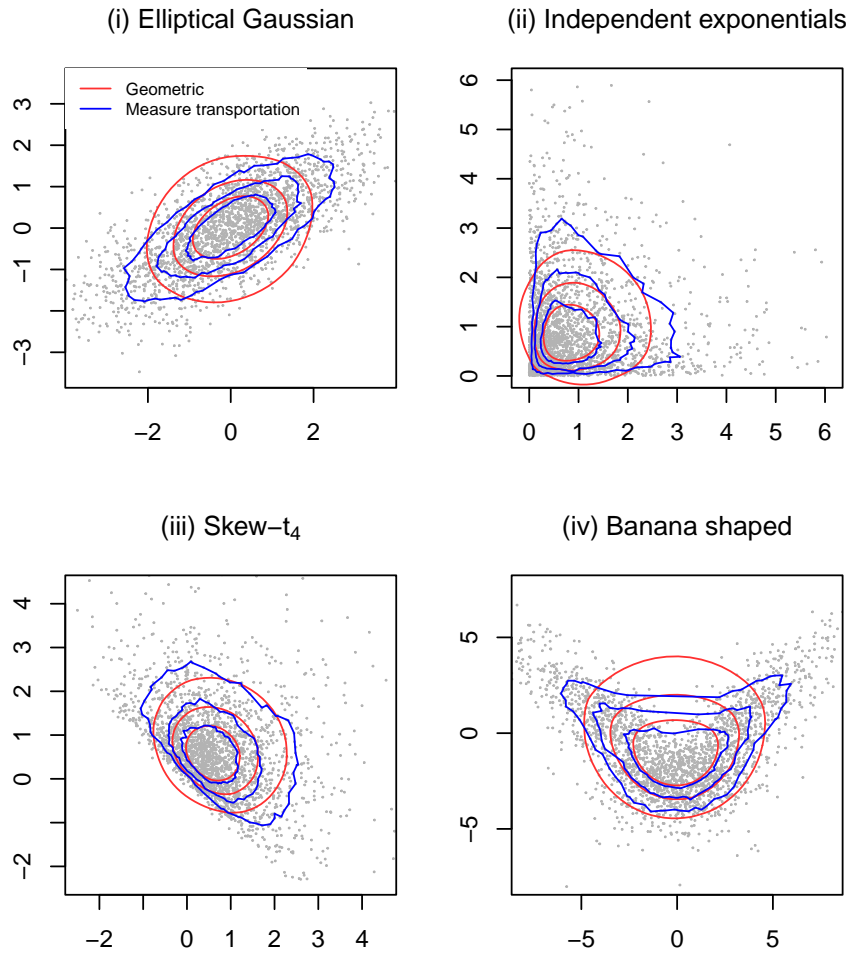 (i) Elliptical Gaussian
Geometric
Measure transportation
3
2
1
0
−1
−3
−2 0 2
(ii) Independent exponentials
6
5
4
3
2
1
0
0 1 2 3 4 5 6
(iii) Skew−t₄
4
3
2
1
0
−2
−2 0 1 2 3 4
(iv) Banana shaped
5
0
−5
−5 0 5